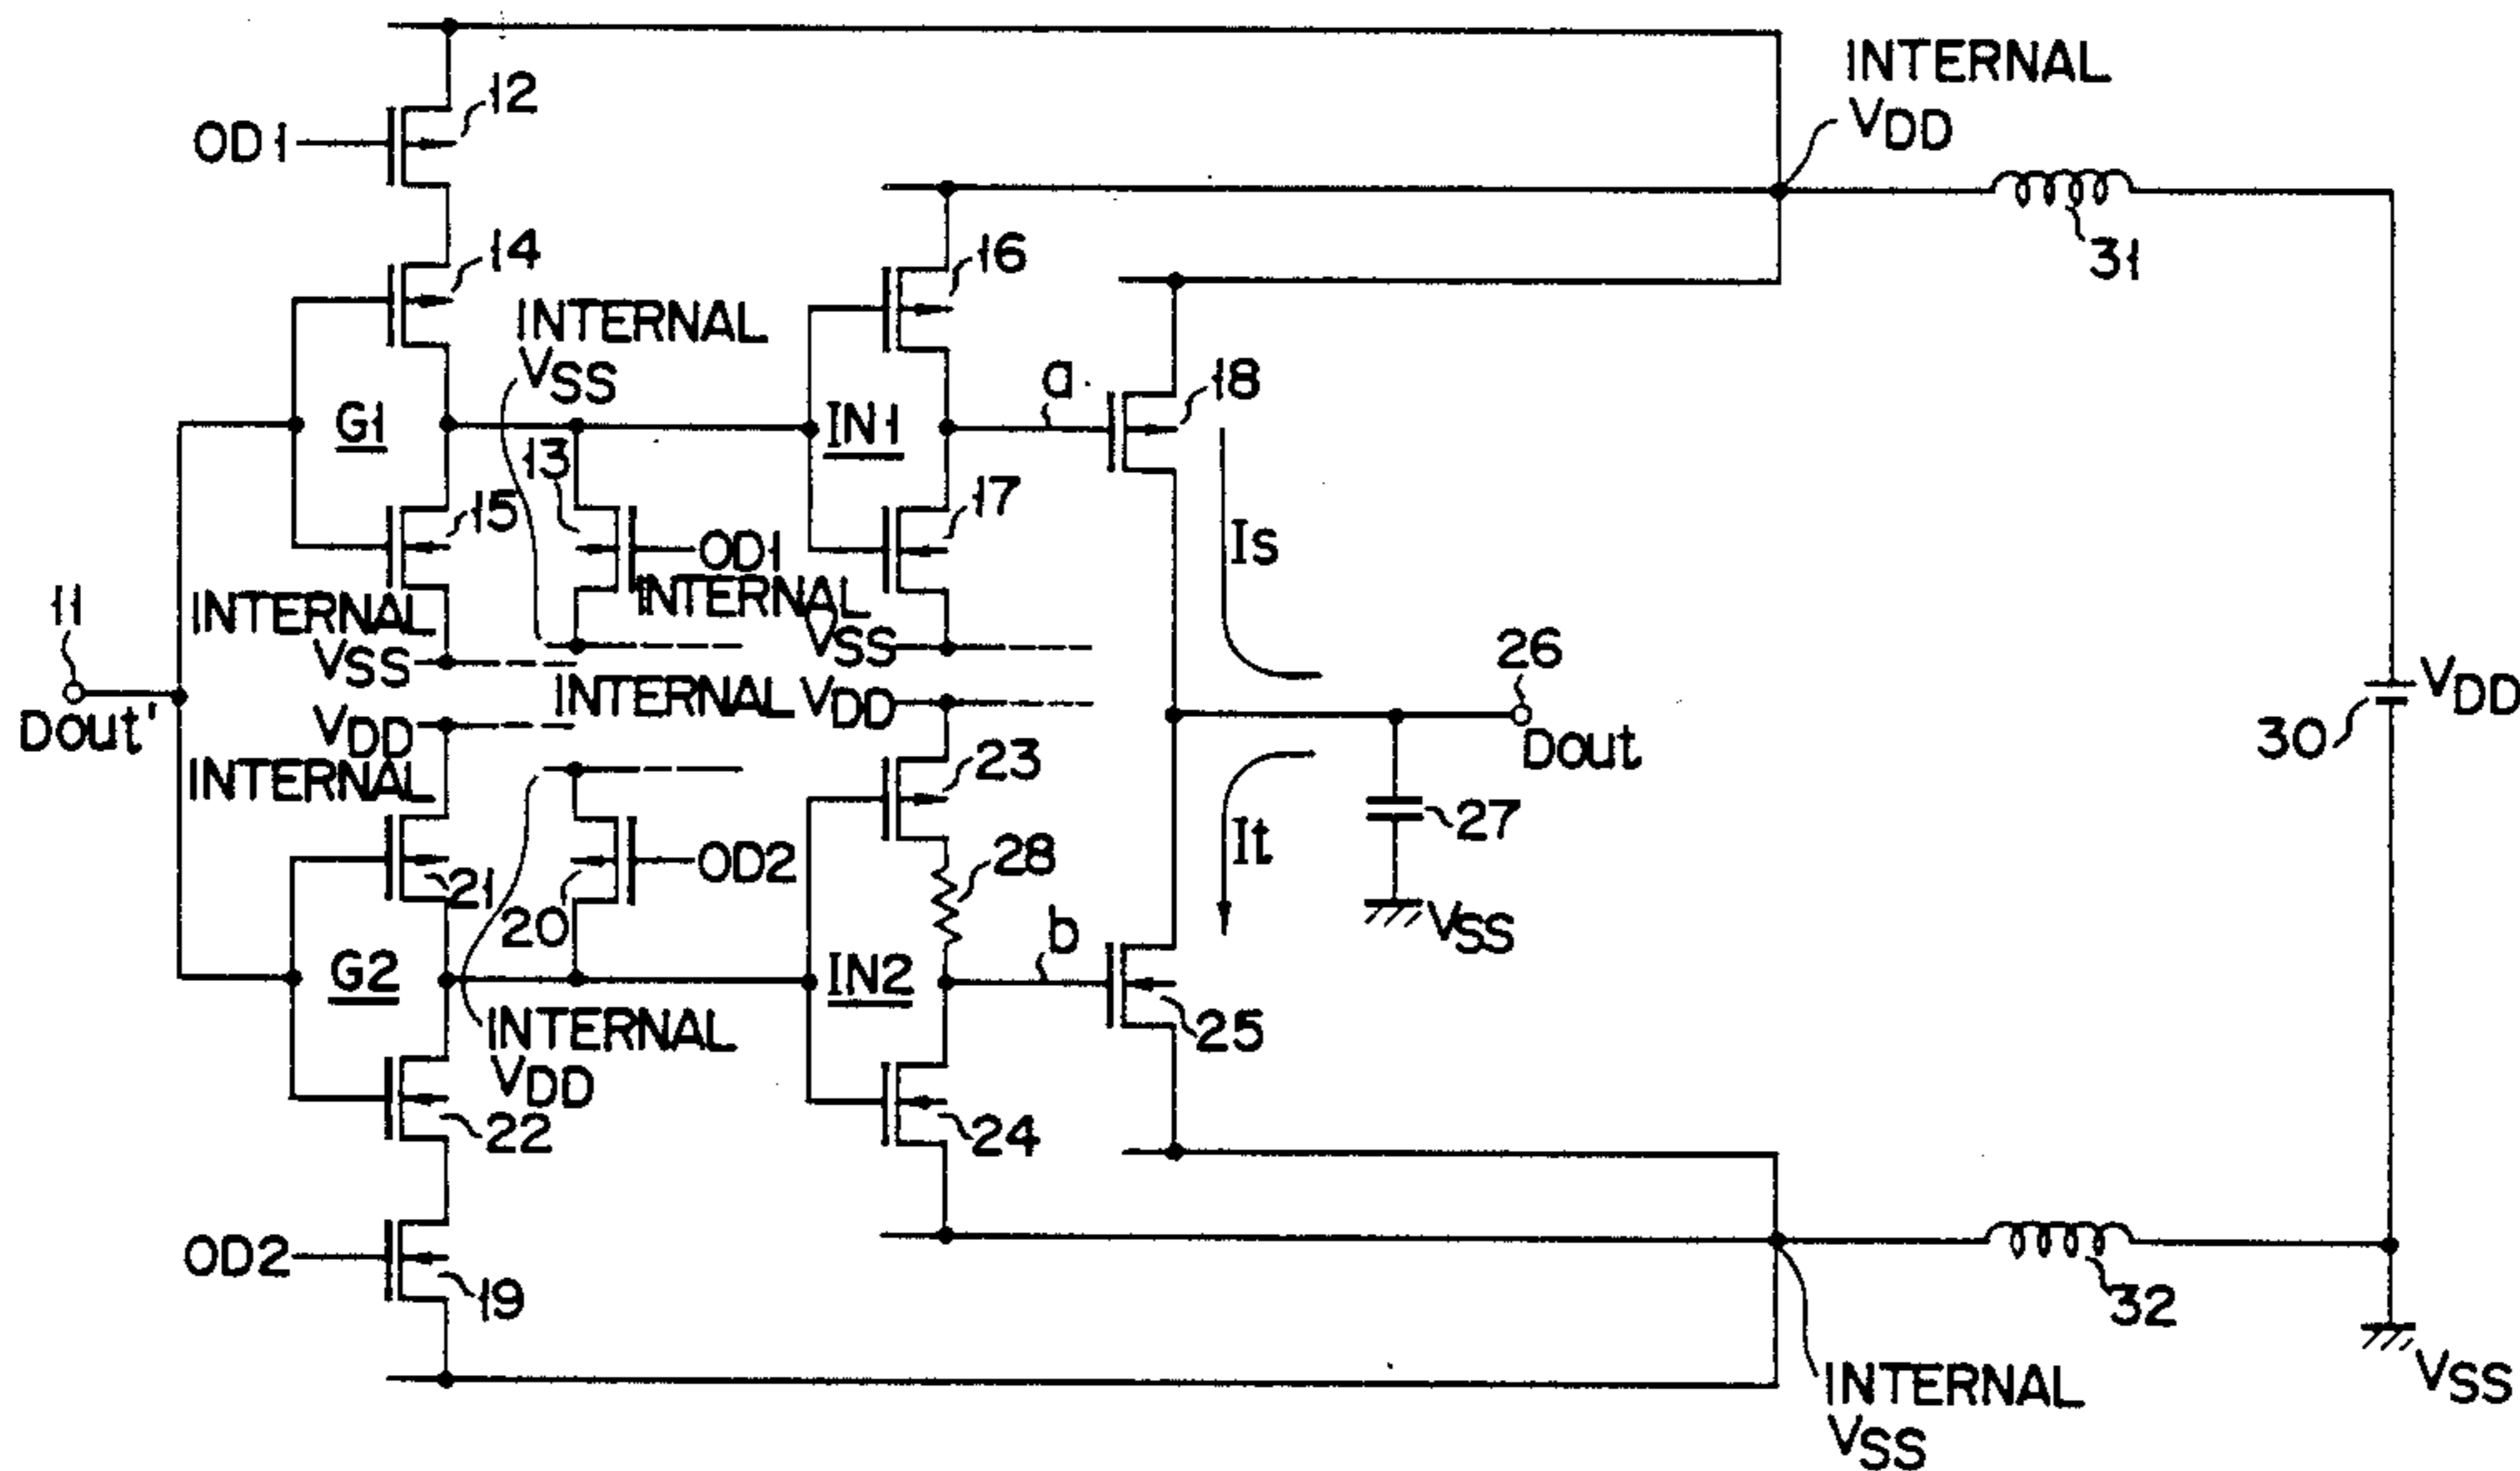 INTERNAL
VDD
12
OD1
14
16
31
INTERNAL
VSS
a
18
G1
13
IN1
15
17
OD1
Is
11
INTERNAL
VSS
INTERNAL
VSS
26
INTERNAL VDD
VDD
Dout'
VDD
INTERNAL
23
Dout
30
21
OD2
28
It
27
20
b
VSS
G2
IN2
INTERNAL
VDD
25
22
24
OD2
19
32
INTERNAL
VSS
VSS